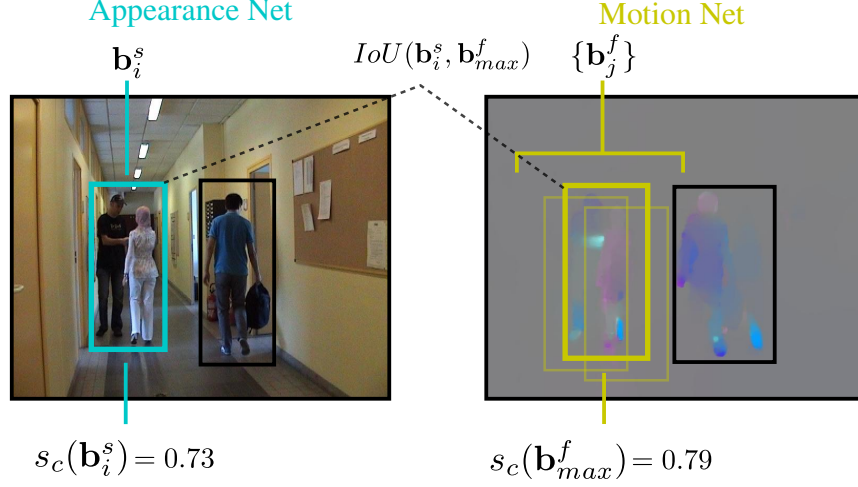 Appearance Net
Motion Net
b_i^s
IoU(b_i^s, b_max^f)
{b_j^f}
s_c(b_i^s) = 0.73
s_c(b_max^f) = 0.79